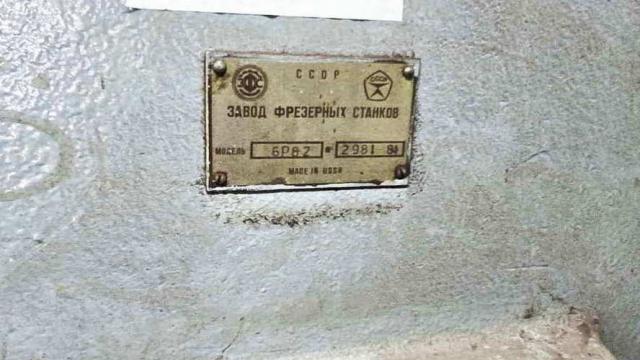 СССР
ЗАВОД ФРЕЗЕРНЫХ СТАНКОВ
МОДЕЛЬ 6Р82 № 2981
MADE IN USSR